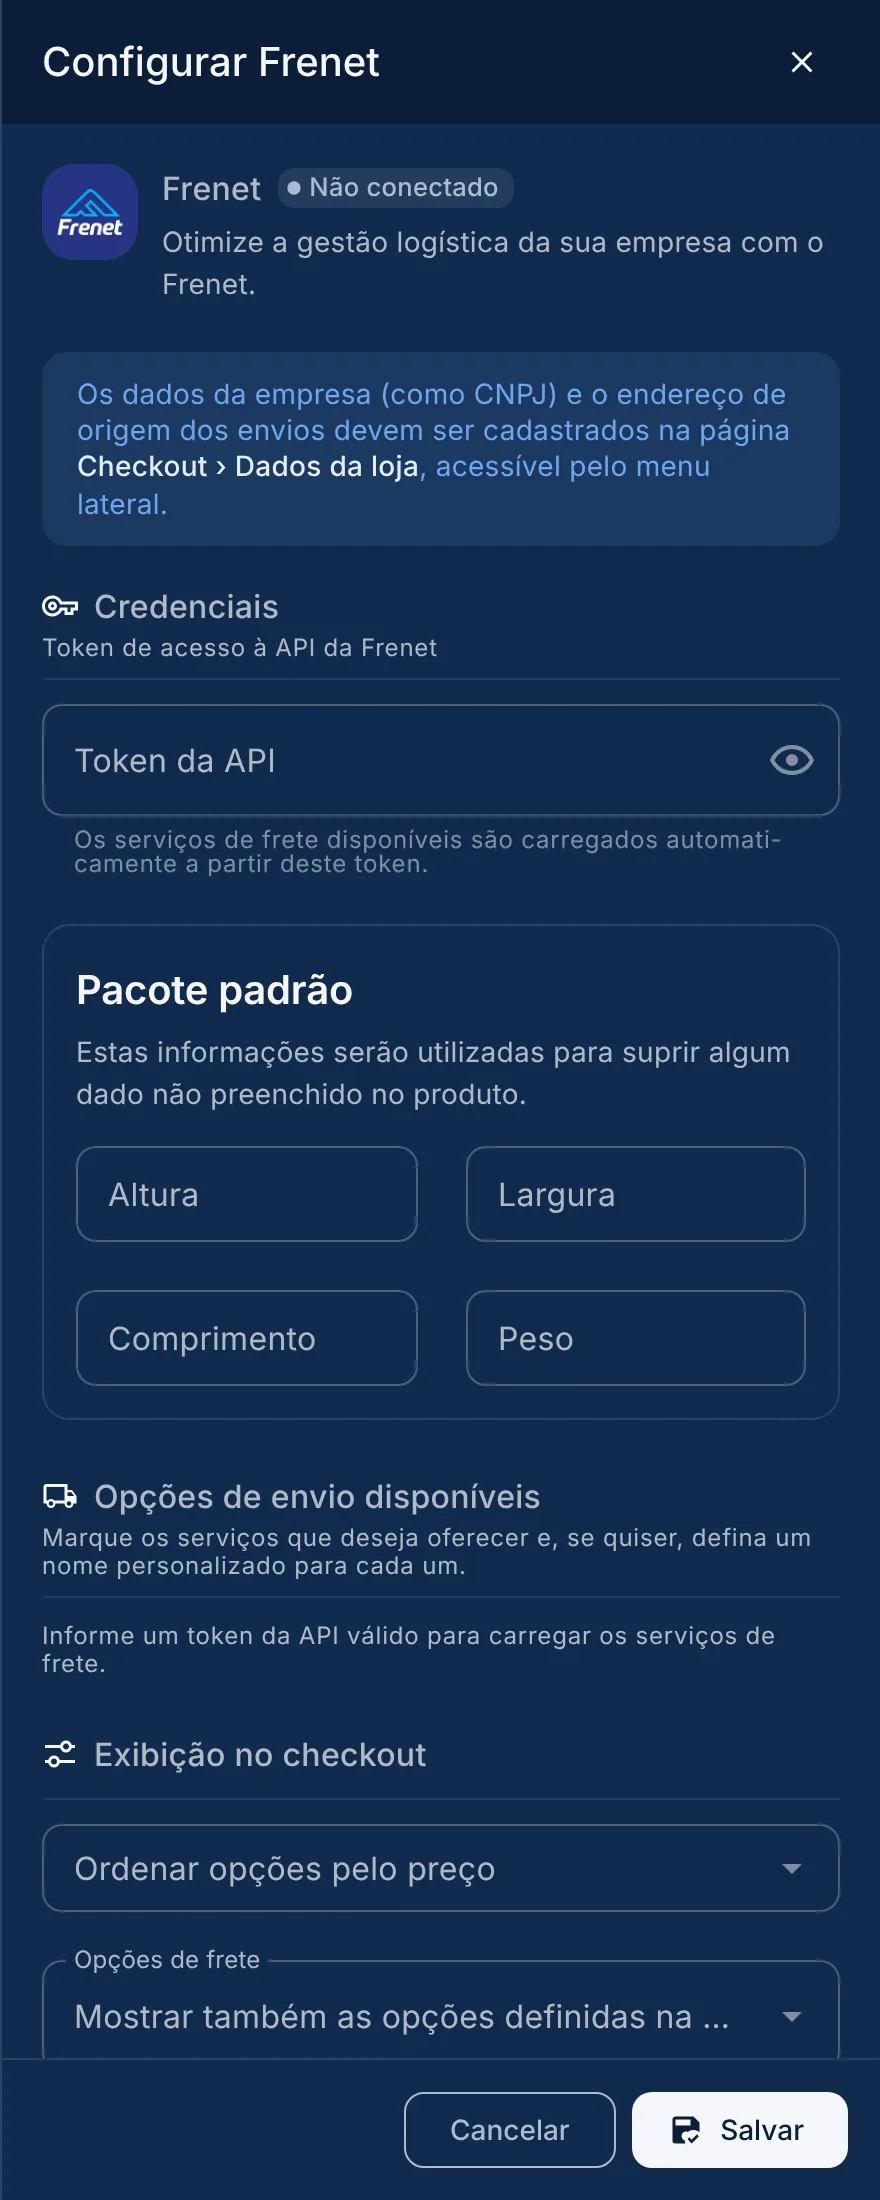 Configurar Frenet
Frenet
Frenet
Não conectado
Otimize a gestão logística da sua empresa com o
Frenet.
Os dados da empresa (como CNPJ) e o endereço de
origem dos envios devem ser cadastrados na página
Checkout › Dados da loja, acessível pelo menu
lateral.
Credenciais
Token de acesso à API da Frenet
Token da API
Os serviços de frete disponíveis são carregados automati-
camente a partir deste token.
Pacote padrão
Estas informações serão utilizadas para suprir algum
dado não preenchido no produto.
Altura
Largura
Comprimento
Peso
Opções de envio disponíveis
Marque os serviços que deseja oferecer e, se quiser, defina um
nome personalizado para cada um.
Informe um token da API válido para carregar os serviços de
frete.
Exibição no checkout
Ordenar opções pelo preço
Opções de frete
Mostrar também as opções definidas na ...
Cancelar
Salvar